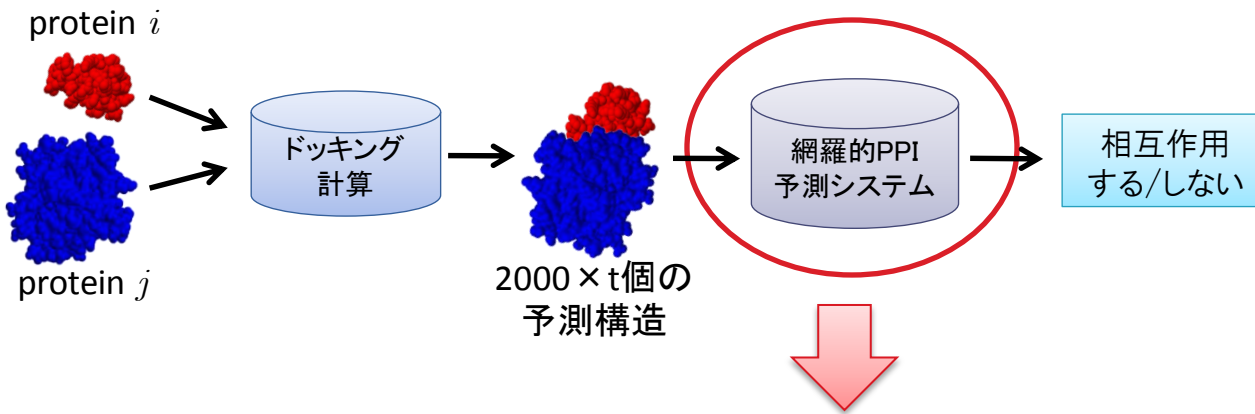 protein i
protein j
ドッキング
計算
2000×t個の
予測構造
網羅的PPI
予測システム
相互作用
する/しない